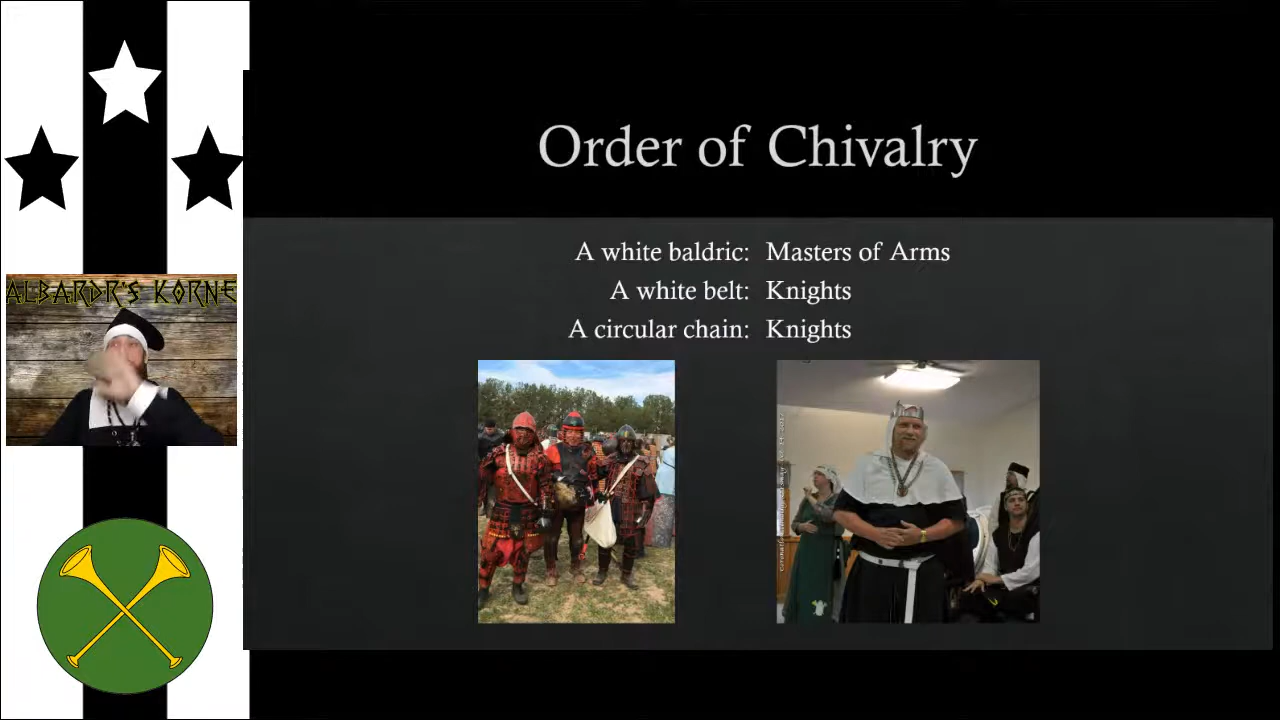 Order of Chivalry
A white baldric: Masters of Arms
A white belt: Knights
A circular chain: Knights
ALBARDR'S KORNE